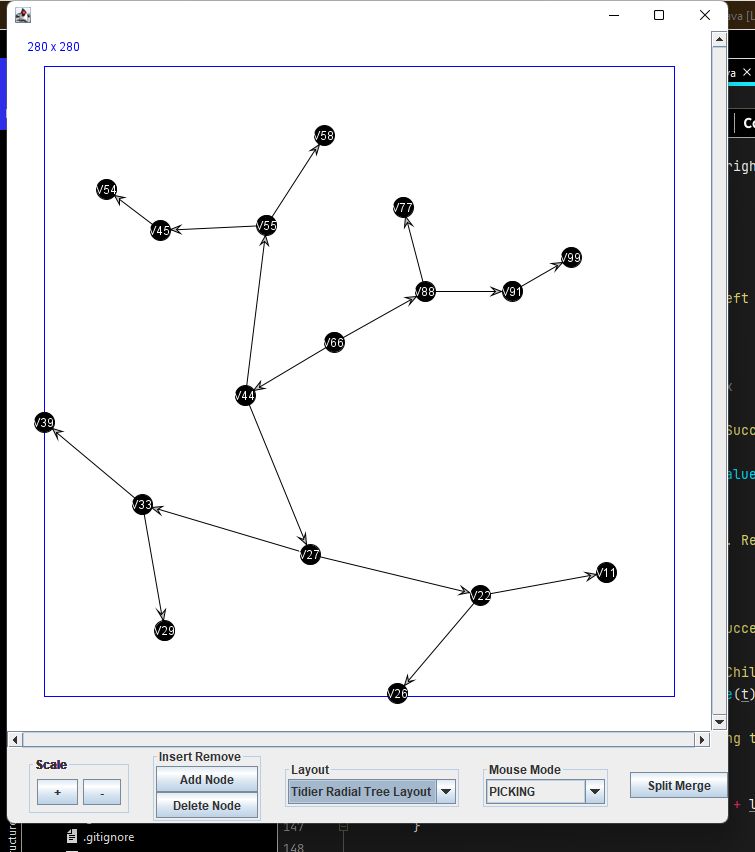 ava [L
280 x 280
va ×
Co
V58
V54
V77
righ
V55
V45
V99
V88
V91
eft
V66
V44
V39
Succ
alue
V33
. Re
V27
V11
V22
V29
ucce
Chil
V26
e(t)
ng t
Scale
+ -
Insert Remove
Add Node
Delete Node
Layout
Tidier Radial Tree Layout
Mouse Mode
PICKING
Split Merge
+ l
ructure
.gitignore
147 }
148